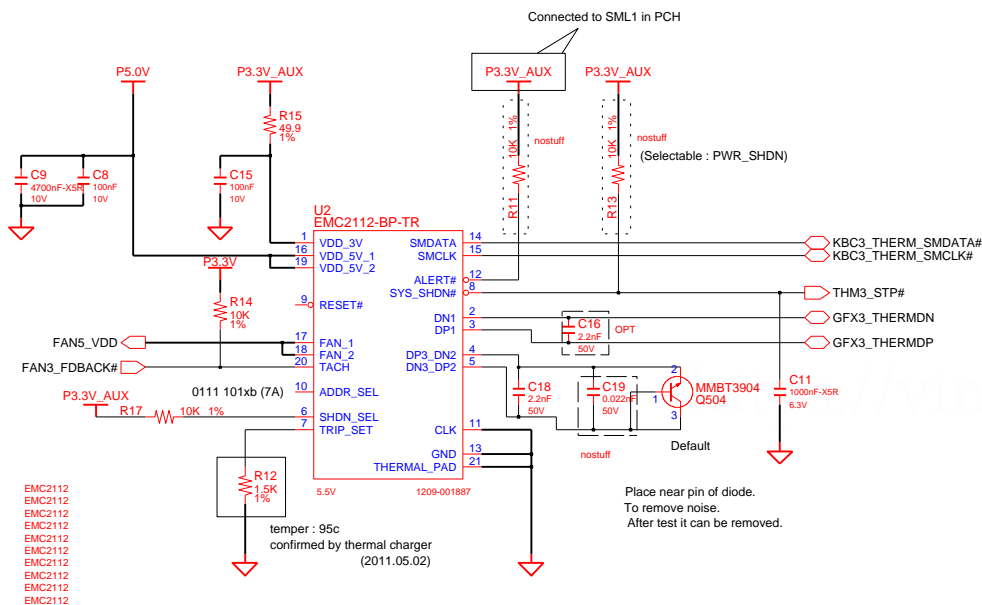 Connected to SML1 in PCH
P5.0V
P3.3V_AUX
P3.3V_AUX
P3.3V_AUX
R15
49.9
1%
10K 1%
nostuff
10K 1%
nostuff
(Selectable : PWR_SHDN)
C9
4700nF-X5R
10V
C8
100nF
10V
C15
100nF
10V
R11
R13
U2
EMC2112-BP-TR
1
VDD_3V
SMDATA
14
KBC3_THERM_SMDATA#
16
VDD_5V_1
SMCLK
15
KBC3_THERM_SMCLK#
19
VDD_5V_2
P3.3V
ALERT#
12
SYS_SHDN#
8
THM3_STP#
9
RESET#
R14
10K
1%
DN1
2
GFX3_THERMDN
DP1
3
C16
2.2nF
50V
OPT
GFX3_THERMDP
FAN5_VDD
17
FAN_1
18
FAN_2
FAN3_FDBACK#
20
TACH
DP3_DN2
4
DN3_DP2
5
0111 101xb (7A)
10
ADDR_SEL
C18
2.2nF
50V
C19
0.022nF
50V
nostuff
2
1
3
MMBT3904
Q504
Default
C11
1000nF-X5R
6.3V
P3.3V_AUX
R17
10K 1%
6
SHDN_SEL
7
TRIP_SET
CLK
11
GND
13
THERMAL_PAD
21
R12
1.5K
1%
5.5V
1209-001887
temper : 95c
confirmed by thermal charger
(2011.05.02)
Place near pin of diode.
To remove noise.
After test it can be removed.
EMC2112
EMC2112
EMC2112
EMC2112
EMC2112
EMC2112
EMC2112
EMC2112
EMC2112
EMC2112